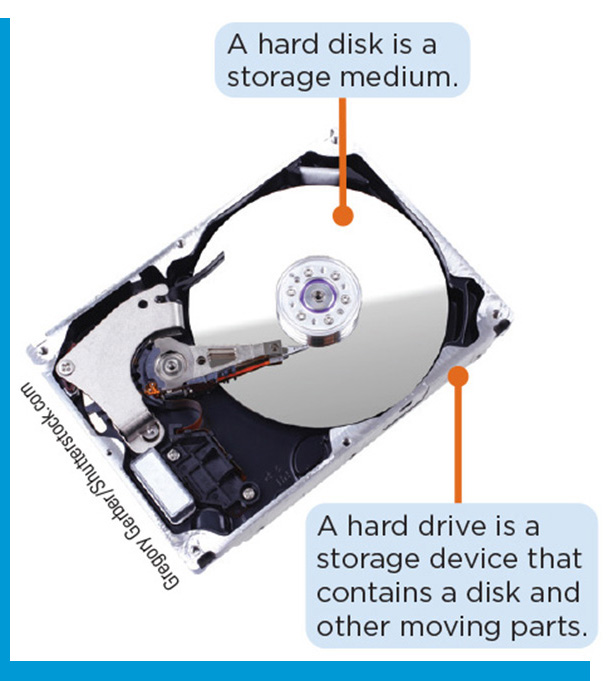 A hard disk is a
storage medium.
Gregory Gerber/Shutterstock.com
A hard drive is a
storage device that
contains a disk and
other moving parts.